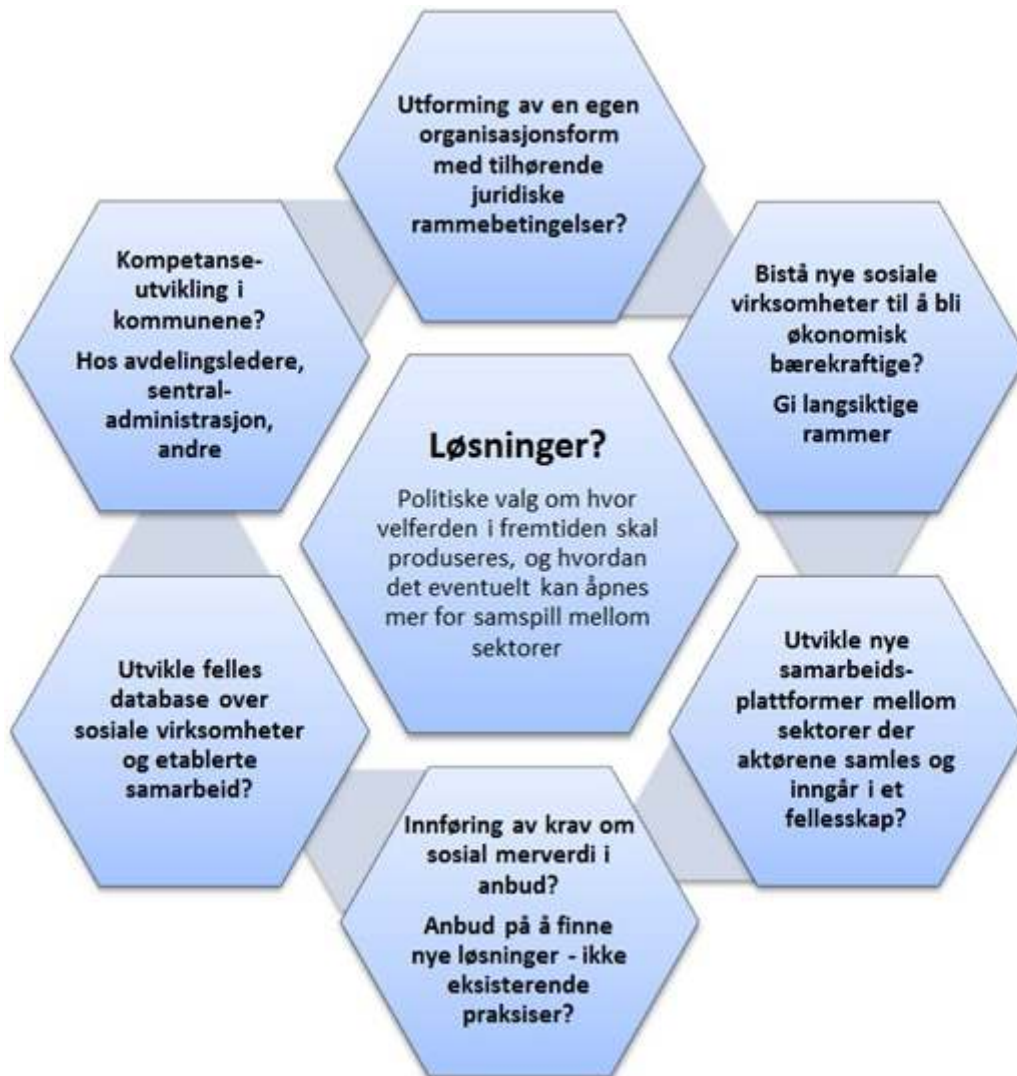 Utforming av en egen
organisasjonsform
med tilhørende
juridiske
rammebetingelser?
Bistå nye sosiale
virksomheter til å bli
økonomisk
bærekraftige?
Gi langsiktige
rammer
Utvikle nye
samarbeids-
plattformer mellom
sektorer der
aktørene samles og
inngår i et
fellesskap?
Innføring av krav om
sosial merverdi i
anbud?
Anbud på å finne
nye løsninger - ikke
eksisterende
praksiser?
Utvikle felles
database over
sosiale virksomheter
og etablerte
samarbeid?
Kompetanse-
utvikling i
kommunene?
Hos avdelingsledere,
sentral-
administrasjon,
andre
Løsninger?
Politiske valg om hvor
velferden i fremtiden skal
produseres, og hvordan
det eventuelt kan åpnes
mer for samspill mellom
sektorer